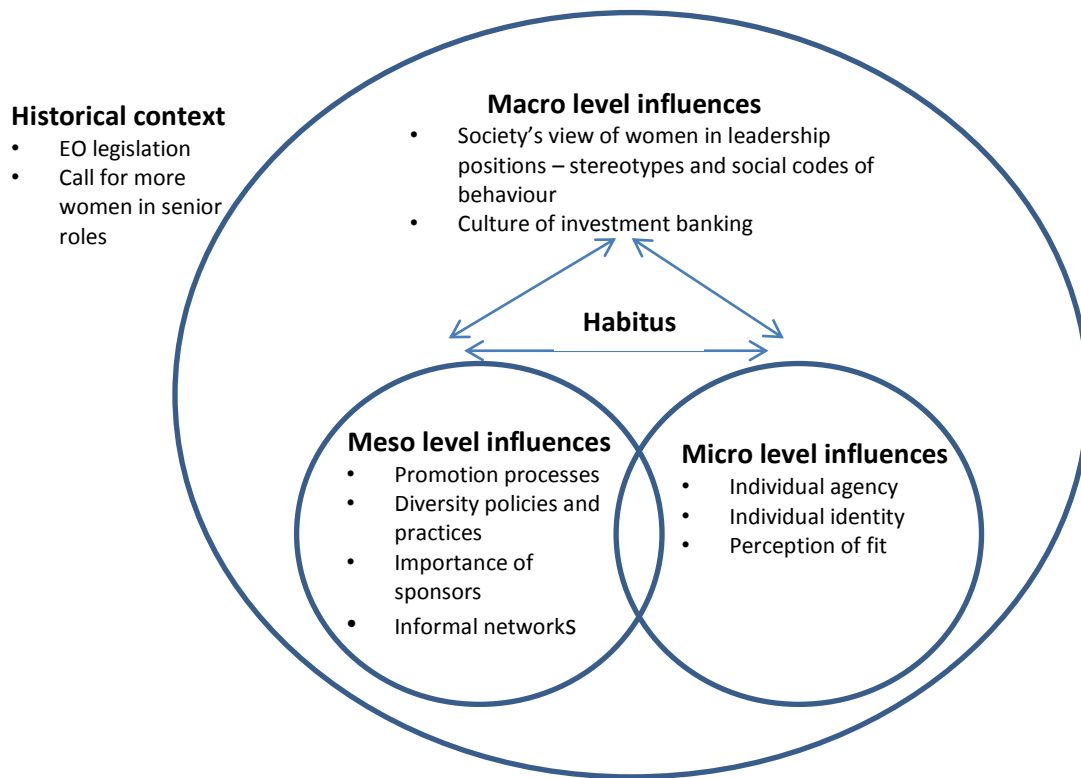 Historical context
• EO legislation
• Call for more
women in senior
roles
Macro level influences
• Society's view of women in leadership
positions – stereotypes and social codes of
behaviour
• Culture of investment banking
Habitus
Meso level influences
• Promotion processes
• Diversity policies and
practices
• Importance of
sponsors
• Informal networks
Micro level influences
• Individual agency
• Individual identity
• Perception of fit